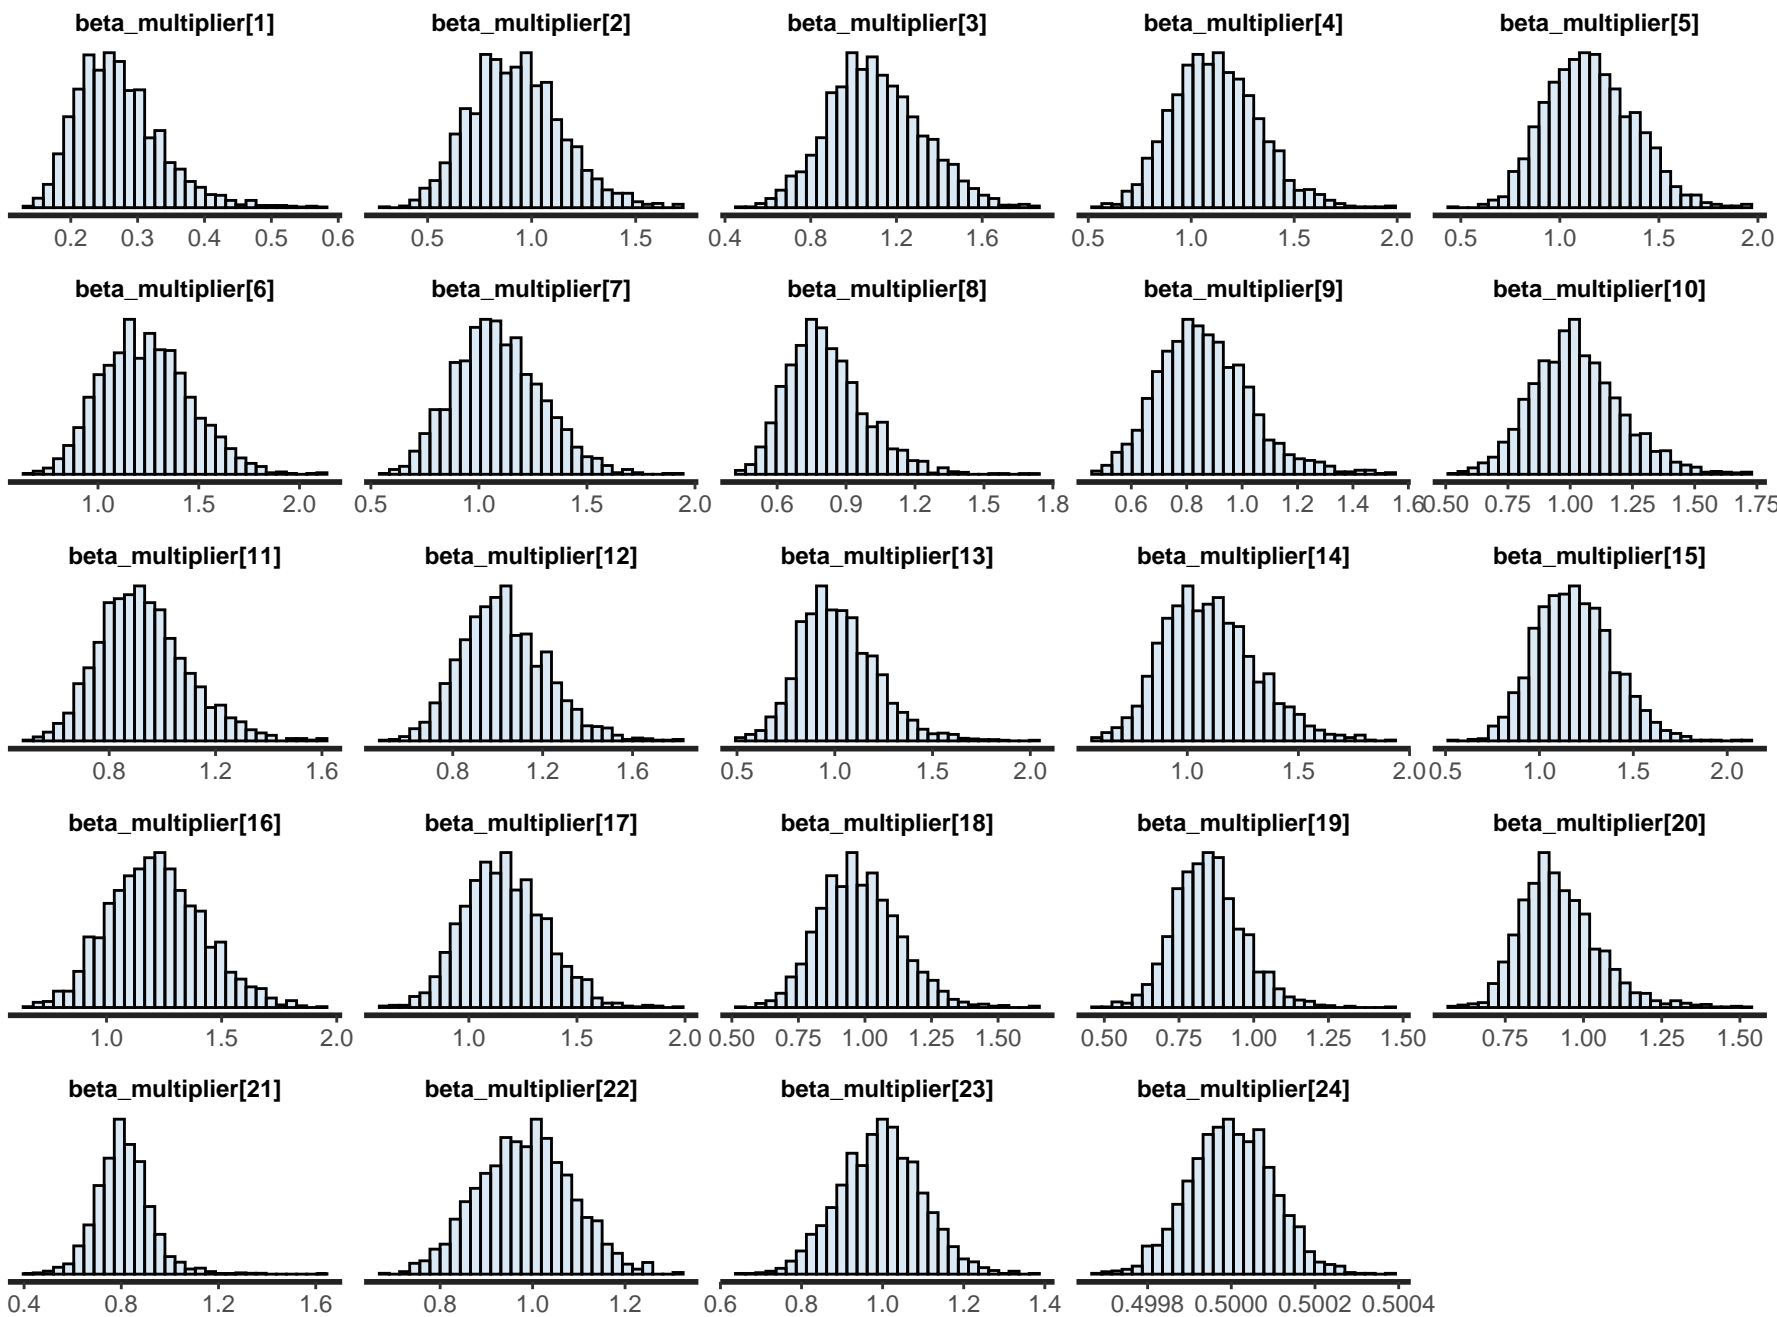 beta_multiplier[1] beta_multiplier[2] beta_multiplier[3] beta_multiplier[4] beta_multiplier[5]
0.2 0.3 0.4 0.5 0.6 0.5 1.0 1.5 0.4 0.8 1.2 1.6 0.5 1.0 1.5 2.0 0.5 1.0 1.5 2.0
beta_multiplier[6] beta_multiplier[7] beta_multiplier[8] beta_multiplier[9] beta_multiplier[10]
1.0 1.5 2.0 0.5 1.0 1.5 2.0 0.6 0.9 1.2 1.5 1.8 0.6 0.8 1.0 1.2 1.4 1.6 0.50 0.75 1.00 1.25 1.50 1.75
beta_multiplier[11] beta_multiplier[12] beta_multiplier[13] beta_multiplier[14] beta_multiplier[15]
0.8 1.2 1.6 0.8 1.2 1.6 0.5 1.0 1.5 2.0 1.0 1.5 2.0 0.5 1.0 1.5 2.0
beta_multiplier[16] beta_multiplier[17] beta_multiplier[18] beta_multiplier[19] beta_multiplier[20]
1.0 1.5 2.0 1.0 1.5 2.0 0.50 0.75 1.00 1.25 1.50 0.50 0.75 1.00 1.25 1.50 0.75 1.00 1.25 1.50
beta_multiplier[21] beta_multiplier[22] beta_multiplier[23] beta_multiplier[24]
0.4 0.8 1.2 1.6 0.8 1.0 1.2 0.6 0.8 1.0 1.2 1.4 0.4998 0.5000 0.5002 0.5004